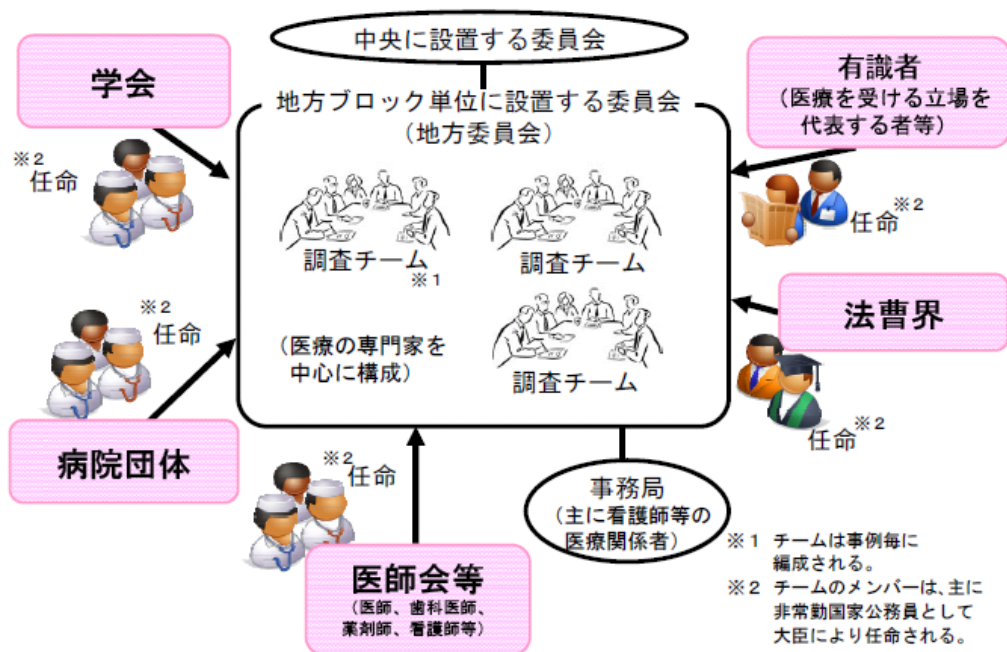 中央に設置する委員会
学会
有識者
(医療を受ける立場を
代表する者等)
地方ブロック単位に設置する委員会
(地方委員会)
※2
任命
任命※2
調査チーム
※1
調査チーム
法曹界
※2
任命
(医療の専門家を
中心に構成)
調査チーム
任命※2
病院団体
※2
任命
事務局
(主に看護師等の
医療関係者)
医師会等
(医師、歯科医師、
薬剤師、看護師等)
※1 チームは事例毎に
編成される。
※2 チームのメンバーは、主に
非常勤国家公務員として
大臣により任命される。